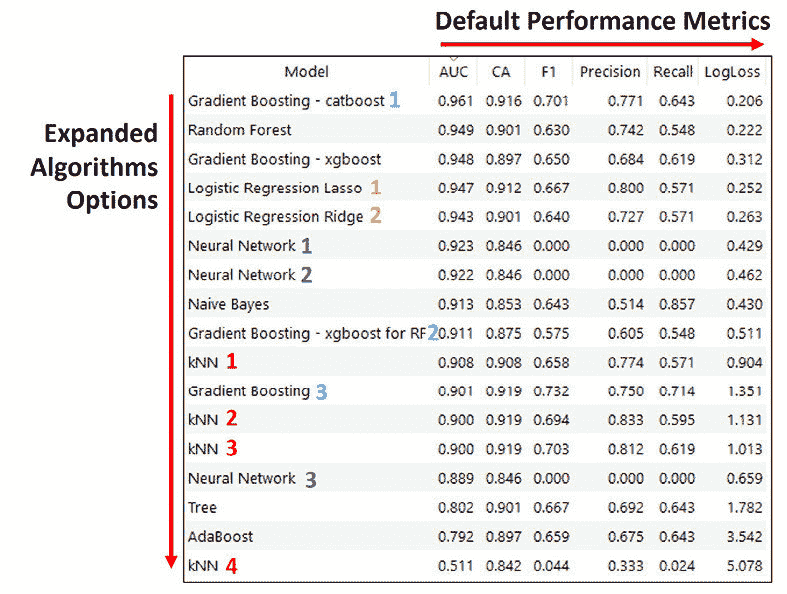 Default Performance Metrics
Expanded
Algorithms
Options
Model AUC CA F1 Precision Recall LogLoss
Gradient Boosting - catboost 1 0.961 0.916 0.701 0.771 0.643 0.206
Random Forest 0.949 0.901 0.630 0.742 0.548 0.222
Gradient Boosting - xgboost 0.948 0.897 0.650 0.684 0.619 0.312
Logistic Regression Lasso 1 0.947 0.912 0.667 0.800 0.571 0.252
Logistic Regression Ridge 2 0.943 0.901 0.640 0.727 0.571 0.263
Neural Network 1 0.923 0.846 0.000 0.000 0.000 0.429
Neural Network 2 0.922 0.846 0.000 0.000 0.000 0.462
Naive Bayes 0.913 0.853 0.643 0.514 0.857 0.430
Gradient Boosting - xgboost for RF 2 0.911 0.875 0.575 0.605 0.548 0.511
kNN 1 0.908 0.908 0.658 0.774 0.571 0.904
Gradient Boosting 3 0.901 0.919 0.732 0.750 0.714 1.351
kNN 2 0.900 0.919 0.694 0.833 0.595 1.131
kNN 3 0.900 0.919 0.703 0.812 0.619 1.013
Neural Network 3 0.889 0.846 0.000 0.000 0.000 0.659
Tree 0.802 0.901 0.667 0.692 0.643 1.782
AdaBoost 0.792 0.897 0.659 0.675 0.643 3.542
kNN 4 0.511 0.842 0.044 0.333 0.024 5.078